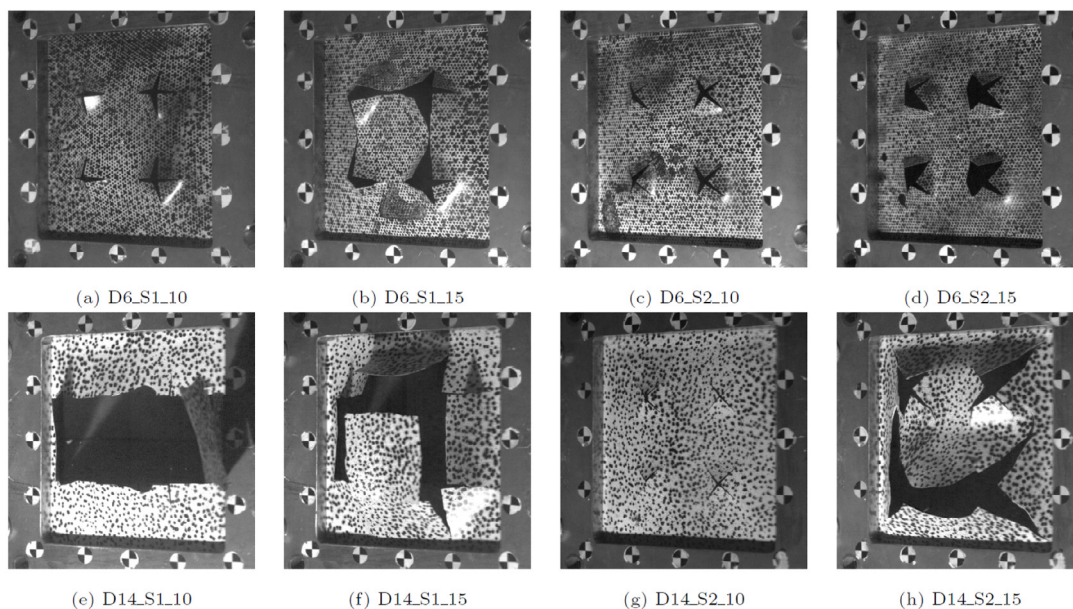 (a) D6_S1_10
(b) D6_S1_15
(c) D6_S2_10
(d) D6_S2_15
(e) D14_S1_10
(f) D14_S1_15
(g) D14_S2_10
(h) D14_S2_15